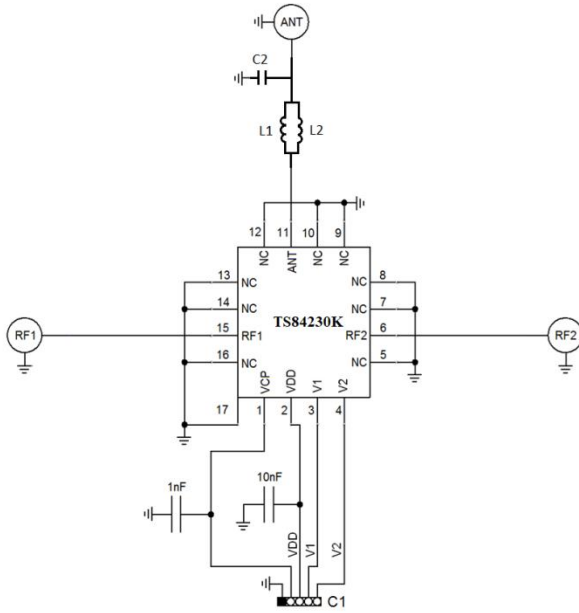 ANT
C2
L1 L2
12 11 10 9
NC ANT NC NC
13 NC NC 8
14 NC NC 7
TS84230K
RF1 15 RF1 RF2 6 RF2
16 NC NC 5
VCP VDD V1 V2
17 1 2 3 4
1nF 10nF
VDD V1 V2
C1